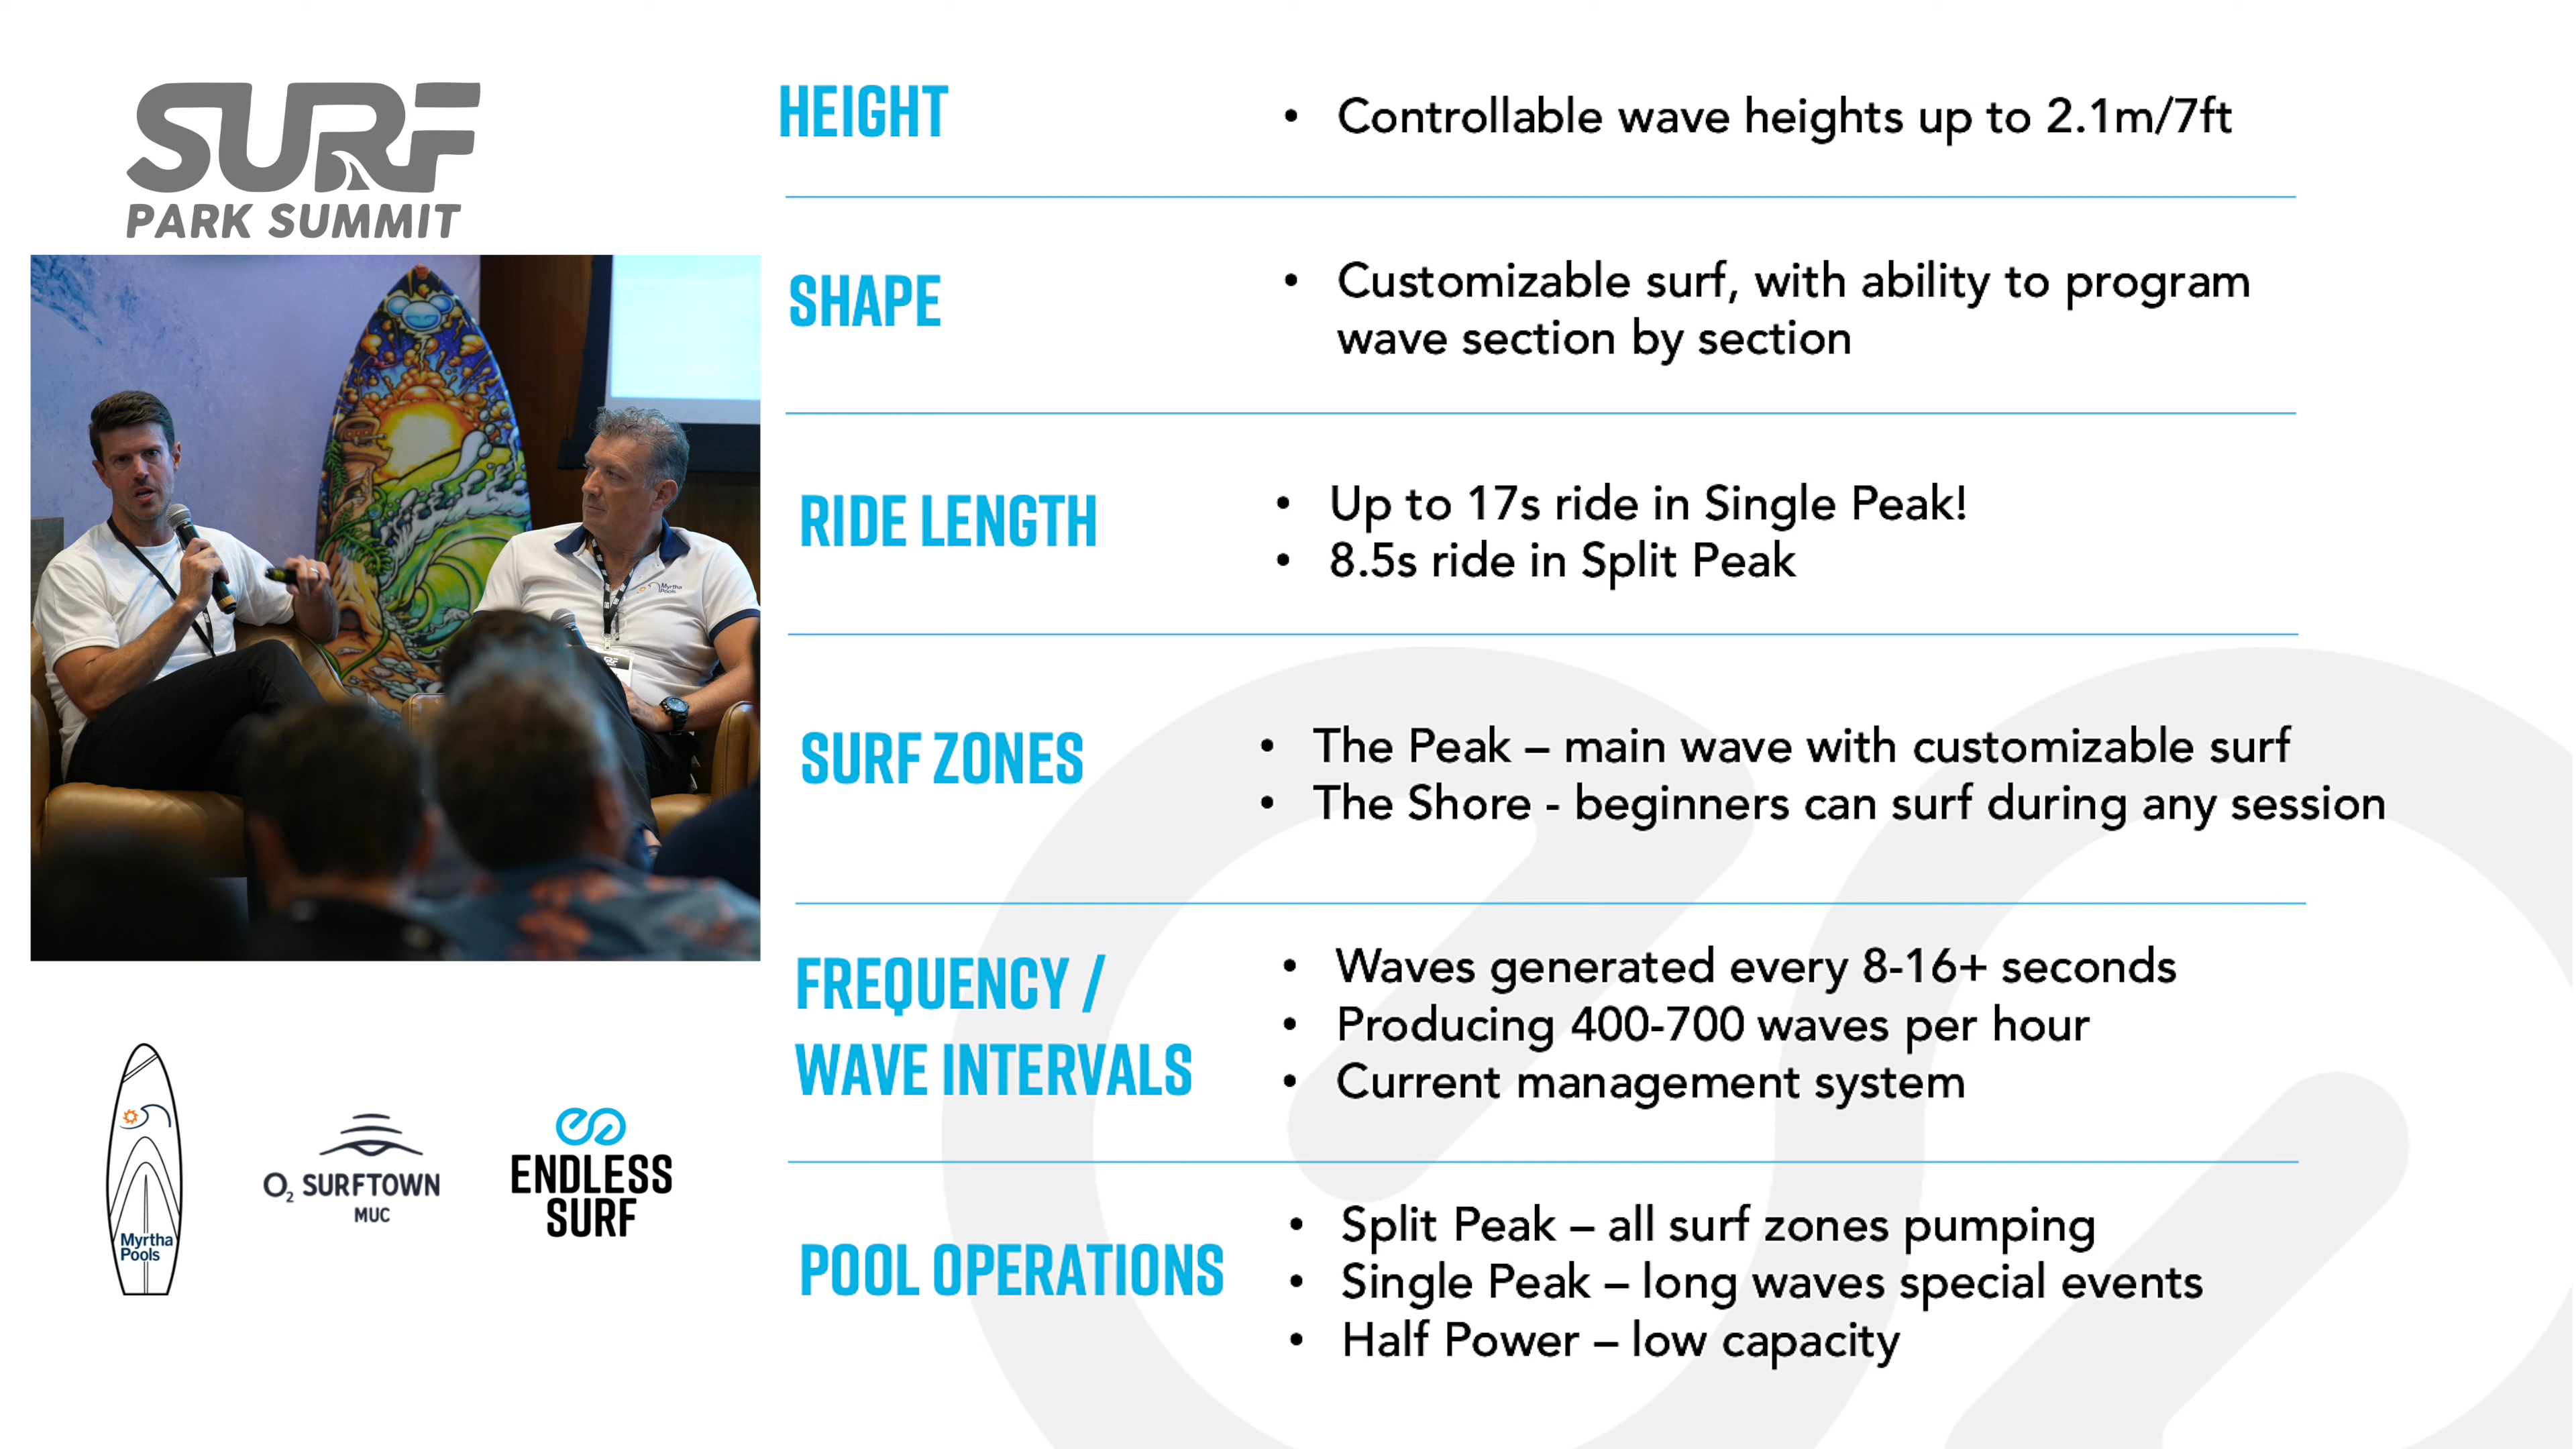 SURF
PARK SUMMIT
HEIGHT
• Controllable wave heights up to 2.1m/7ft
SHAPE
• Customizable surf, with ability to program
wave section by section
RIDE LENGTH
• Up to 17s ride in Single Peak!
• 8.5s ride in Split Peak
Myrtha
Pools
SURF ZONES
• The Peak – main wave with customizable surf
• The Shore - beginners can surf during any session
FREQUENCY /
WAVE INTERVALS
• Waves generated every 8-16+ seconds
• Producing 400-700 waves per hour
• Current management system
POOL OPERATIONS
• Split Peak – all surf zones pumping
• Single Peak – long waves special events
• Half Power – low capacity
Myrtha
Pools
O₂ SURFTOWN
MUC
ENDLESS
SURF